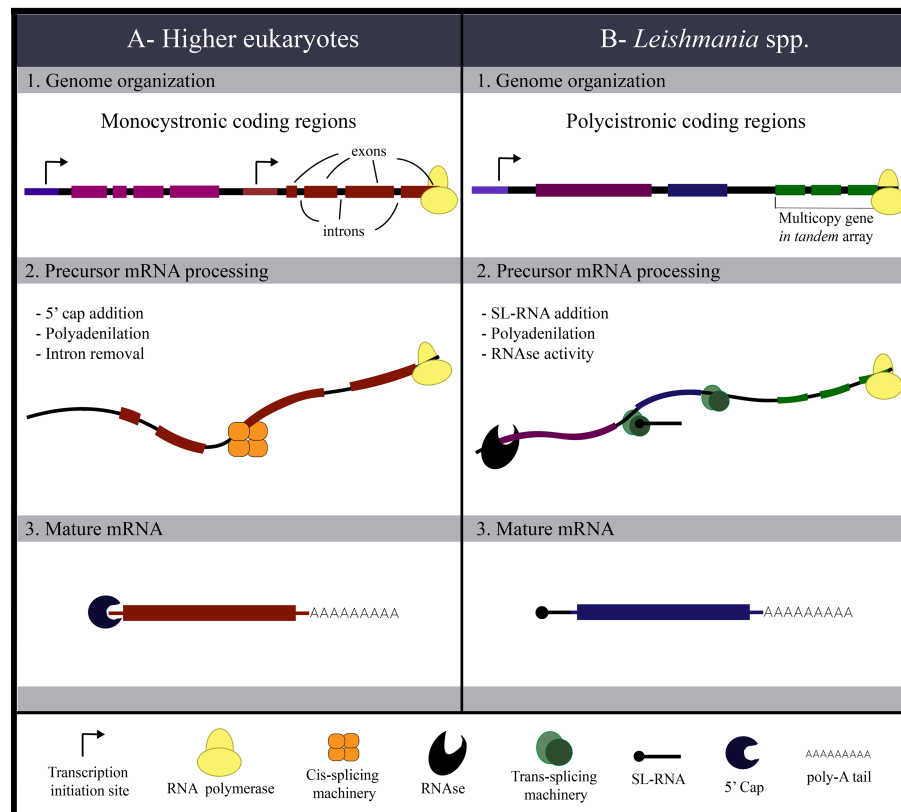 A- Higher eukaryotes
1. Genome organization
Monocystronic coding regions
exons
introns
2. Precursor mRNA processing
- 5’ cap addition
- Polyadenilation
- Intron removal
3. Mature mRNA
AAAAAAAAA
B- Leishmania spp.
1. Genome organization
Polycistronic coding regions
Multicopy gene
in tandem array
2. Precursor mRNA processing
- SL-RNA addition
- Polyadenilation
- RNAse activity
3. Mature mRNA
AAAAAAAAA
Transcription
initiation site
RNA polymerase
Cis-splicing
machinery
RNAse
Trans-splicing
machinery
SL-RNA
5’ Cap
AAAAAAAAA
poly-A tail